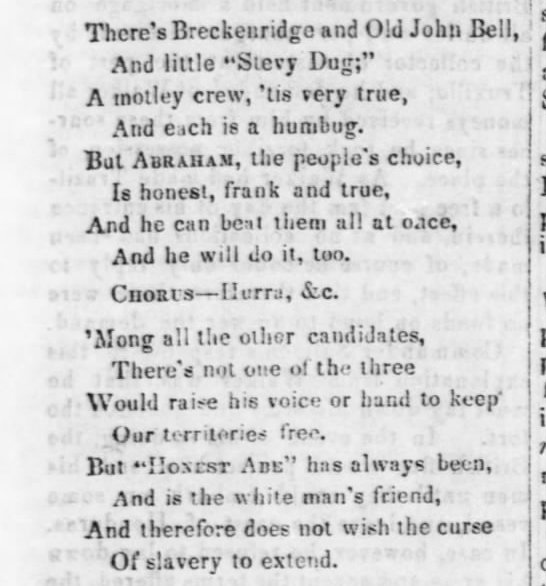 There's Breckenridge and Old John Bell,
And little "Stevy Dug;"
A motley crew, 'tis very true,
And each is a humbug.
But ABRAHAM, the people's choice,
Is honest, frank and true,
And he can beat them all at once,
And he will do it, too.
CHORUS—Hurra, &c.
'Mong all the other candidates,
There's not one of the three
Would raise his voice or hand to keep
Our territories free.
But "HONEST ABE" has always been,
And is the white man's friend,
And therefore does not wish the curse
Of slavery to extend.